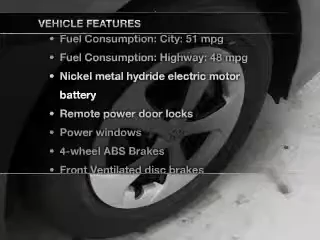 VEHICLE FEATURES
• Fuel Consumption: City: 51 mpg
• Fuel Consumption: Highway: 48 mpg
• Nickel metal hydride electric motor
battery
• Remote power door locks
• Power windows
• 4-wheel ABS Brakes
• Front Ventilated disc brakes